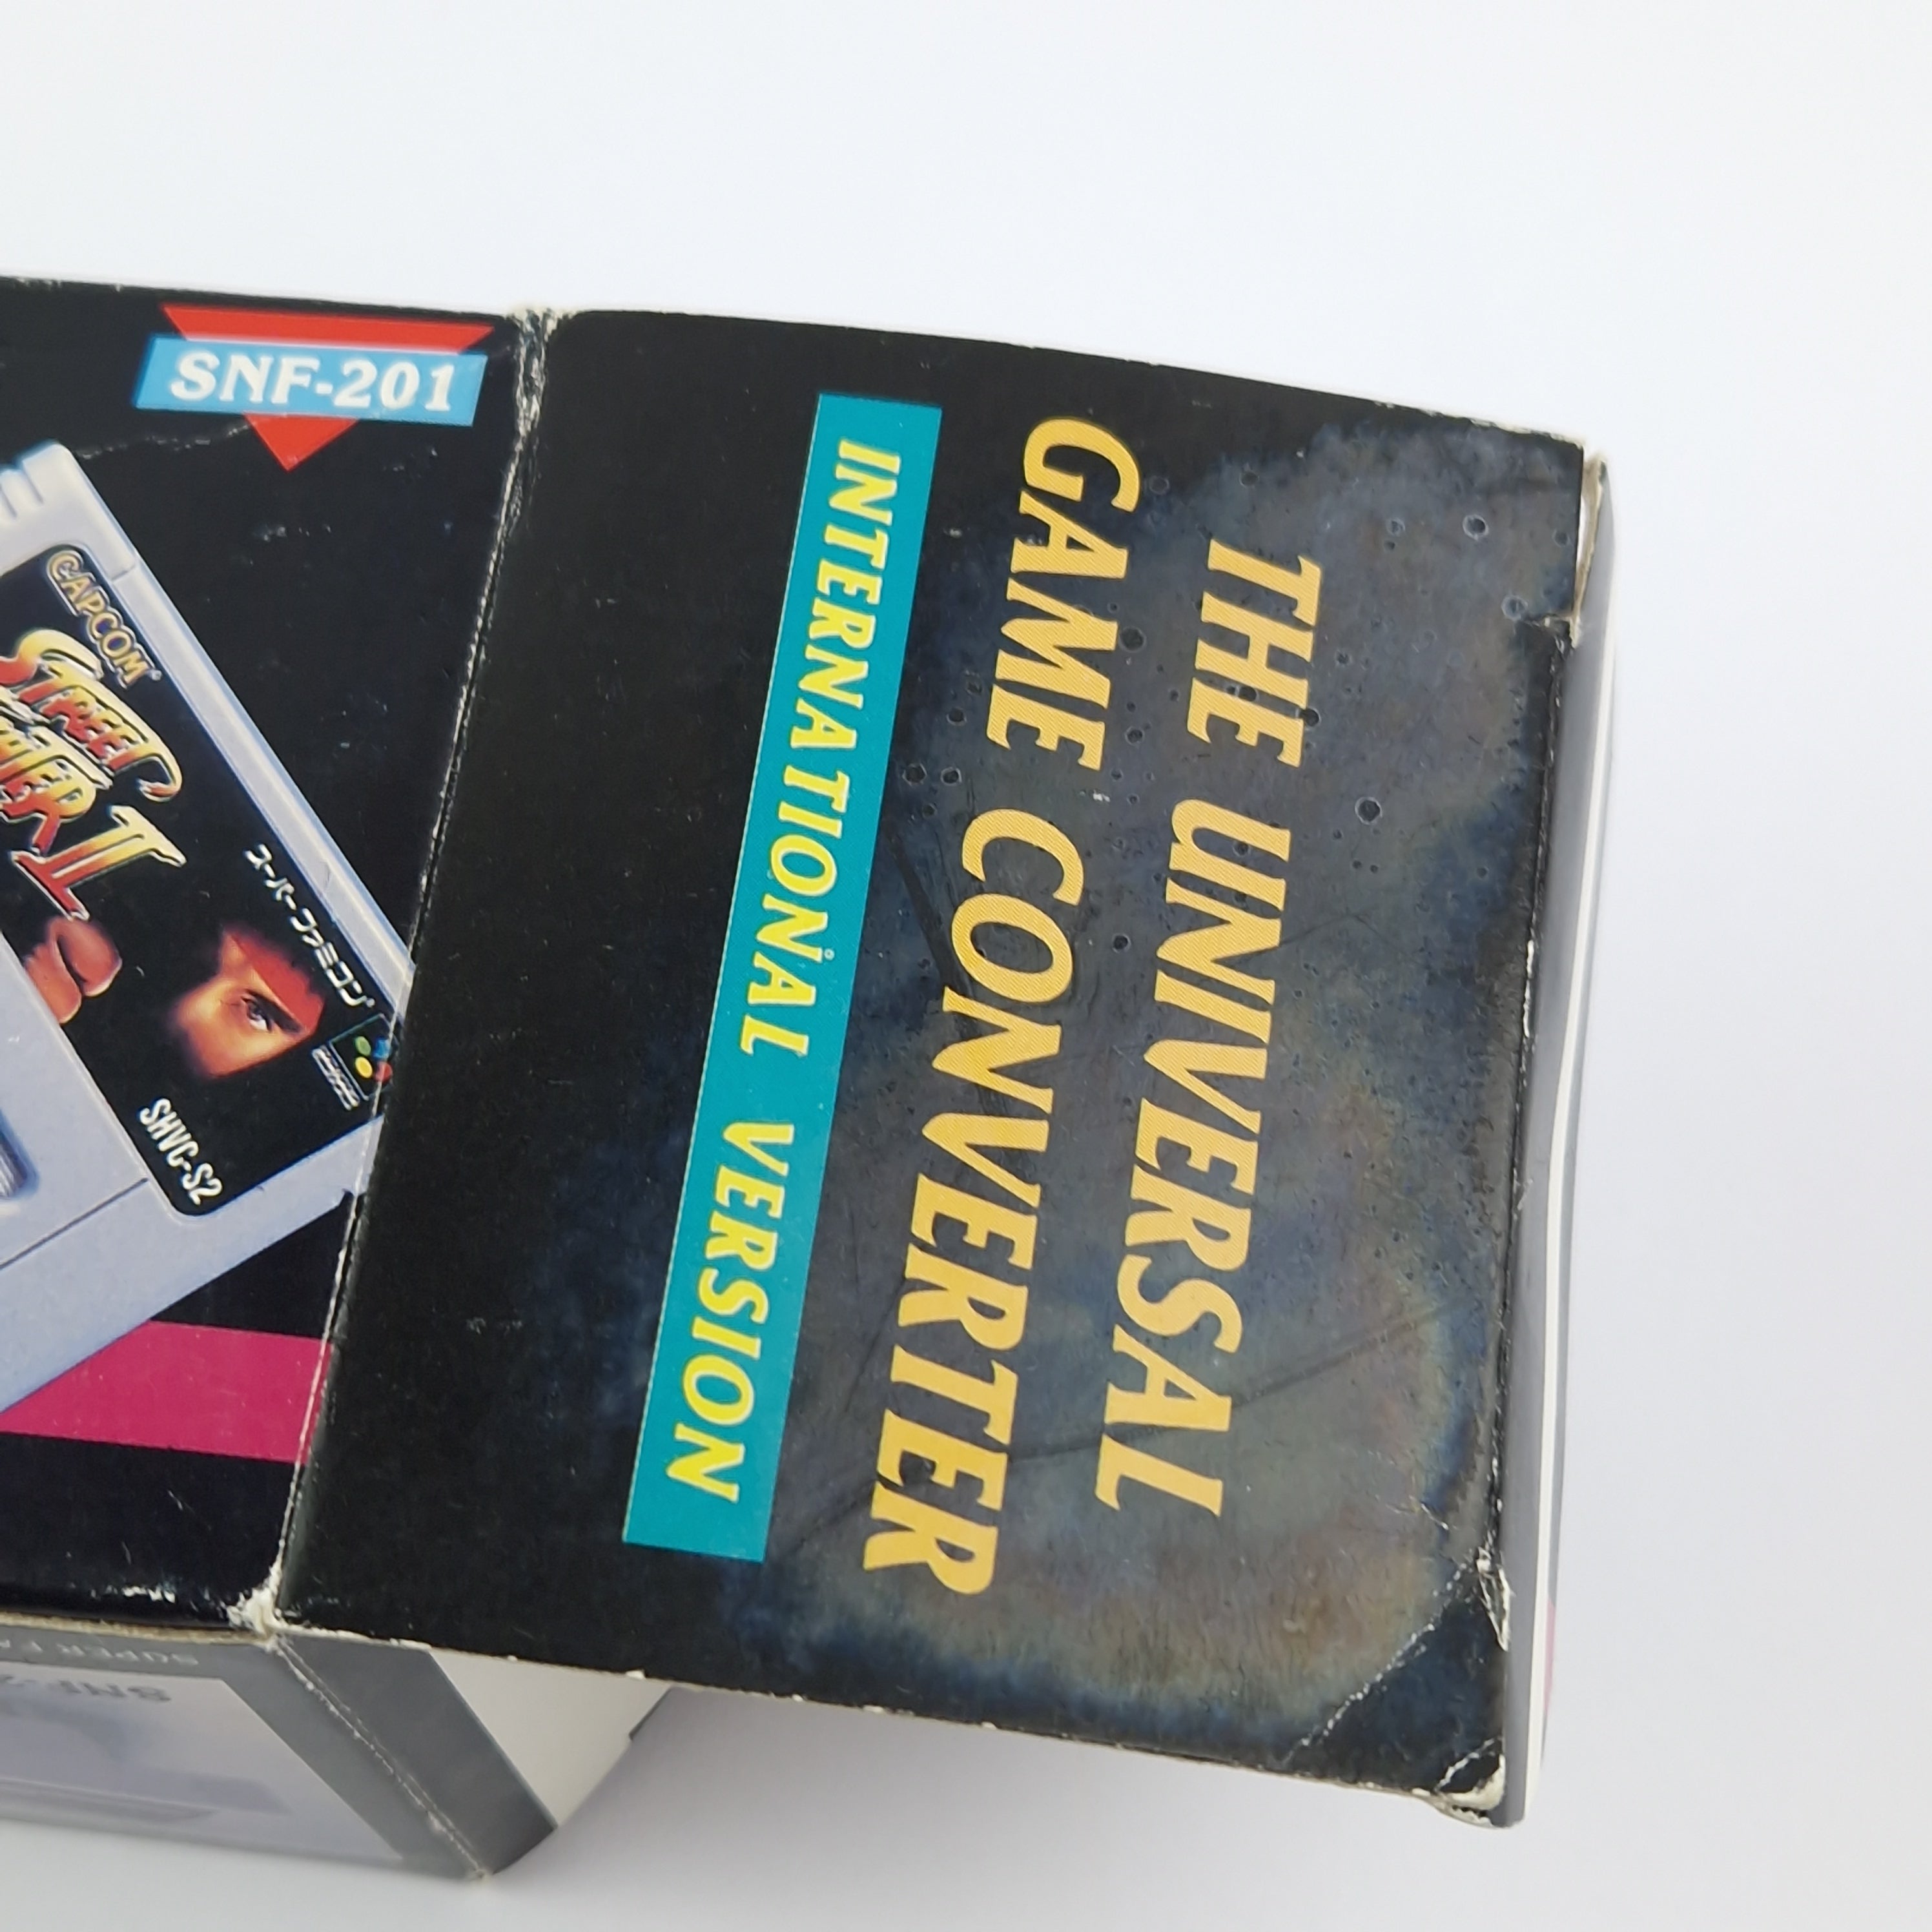 SNF-201
CAPCOM
STREET
II
スーパーファミコン
SHVC-S2
THE UNIVERSAL
GAME CONVERTER
INTERNATIONAL VERSION